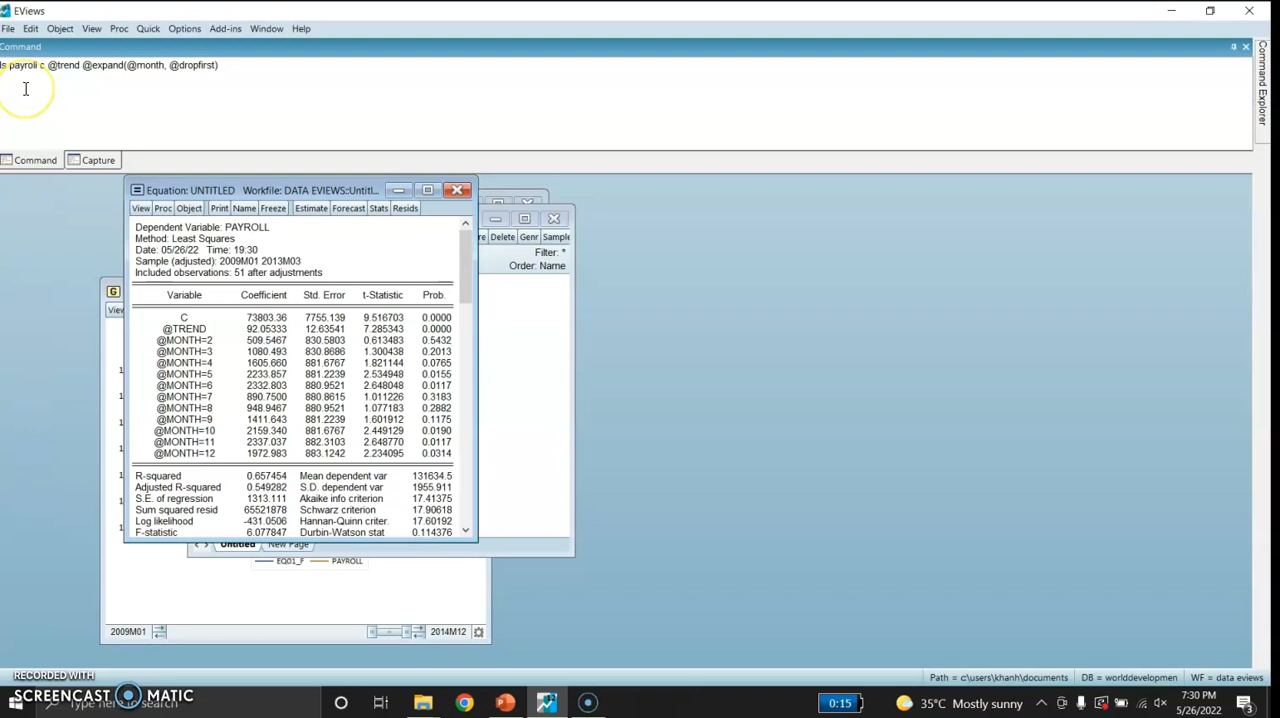 EViews
File Edit Object View Proc Quick Options Add-ins Window Help
Command
ls payroll c @trend @expand(@month, @dropfirst)
Command Explorer
Command Capture
Equation: UNTITLED Workfile: DATA EVIEWS::Untitl...
View Proc Object Print Name Freeze Estimate Forecast Stats Resids
Dependent Variable: PAYROLL
Method: Least Squares
Date: 05/26/22 Time: 19:30
Sample (adjusted): 2009M01 2013M03
Included observations: 51 after adjustments
Variable Coefficient Std. Error t-Statistic Prob.
C 73803.36 7755.139 9.516703 0.0000
@TREND 92.05333 12.63541 7.285343 0.0000
@MONTH=2 509.5467 830.5803 0.613483 0.5432
@MONTH=3 1080.493 830.8686 1.300438 0.2013
@MONTH=4 1605.660 881.6767 1.821144 0.0765
@MONTH=5 2233.857 881.2239 2.534948 0.0155
@MONTH=6 2332.803 880.9521 2.648048 0.0117
@MONTH=7 890.7500 880.8615 1.011226 0.3183
@MONTH=8 948.9467 880.9521 1.077183 0.2882
@MONTH=9 1411.643 881.2239 1.601912 0.1175
@MONTH=10 2159.340 881.6767 2.449129 0.0190
@MONTH=11 2337.037 882.3103 2.648770 0.0117
@MONTH=12 1972.983 883.1242 2.234095 0.0314
R-squared 0.657454 Mean dependent var 131634.5
Adjusted R-squared 0.549282 S.D. dependent var 1955.911
S.E. of regression 1313.111 Akaike info criterion 17.41375
Sum squared resid 65521878 Schwarz criterion 17.90618
Log likelihood -431.0506 Hannan-Quinn criter. 17.60192
F-statistic 6.077847 Durbin-Watson stat 0.114376
re Delete Genr Sample
Filter: *
Order: Name
G
View
Untitled New Page
EQ01_F PAYROLL
2009M01 2014M12
Path = c:\users\khanh\documents DB = worlddevelopmen WF = data eviews
RECORDED WITH
SCREENCAST MATIC
Type here to search
0:15
35°C Mostly sunny
7:30 PM
5/26/2022
3